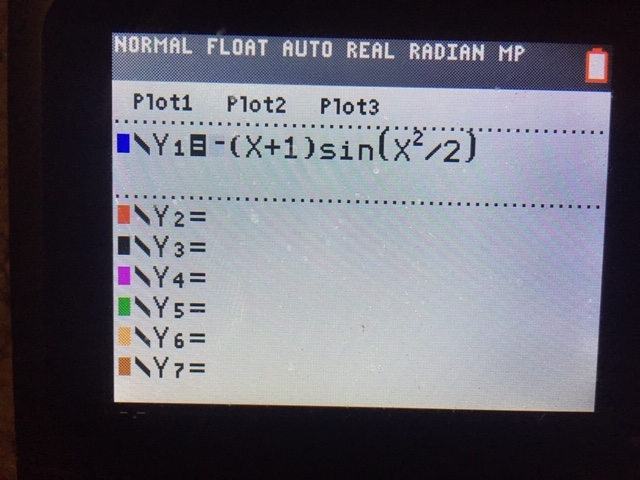 NORMAL FLOAT AUTO REAL RADIAN MP
Plot1 Plot2 Plot3
\Y₁=-(X+1)sin(X²/2)
\Y₂=
\Y₃=
\Y₄=
\Y₅=
\Y₆=
\Y₇=